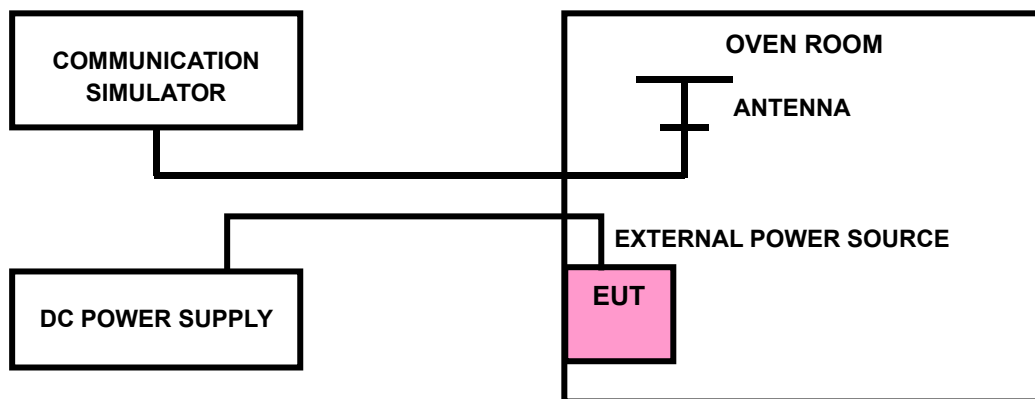 COMMUNICATION
SIMULATOR
OVEN ROOM
ANTENNA
EXTERNAL POWER SOURCE
EUT
DC POWER SUPPLY